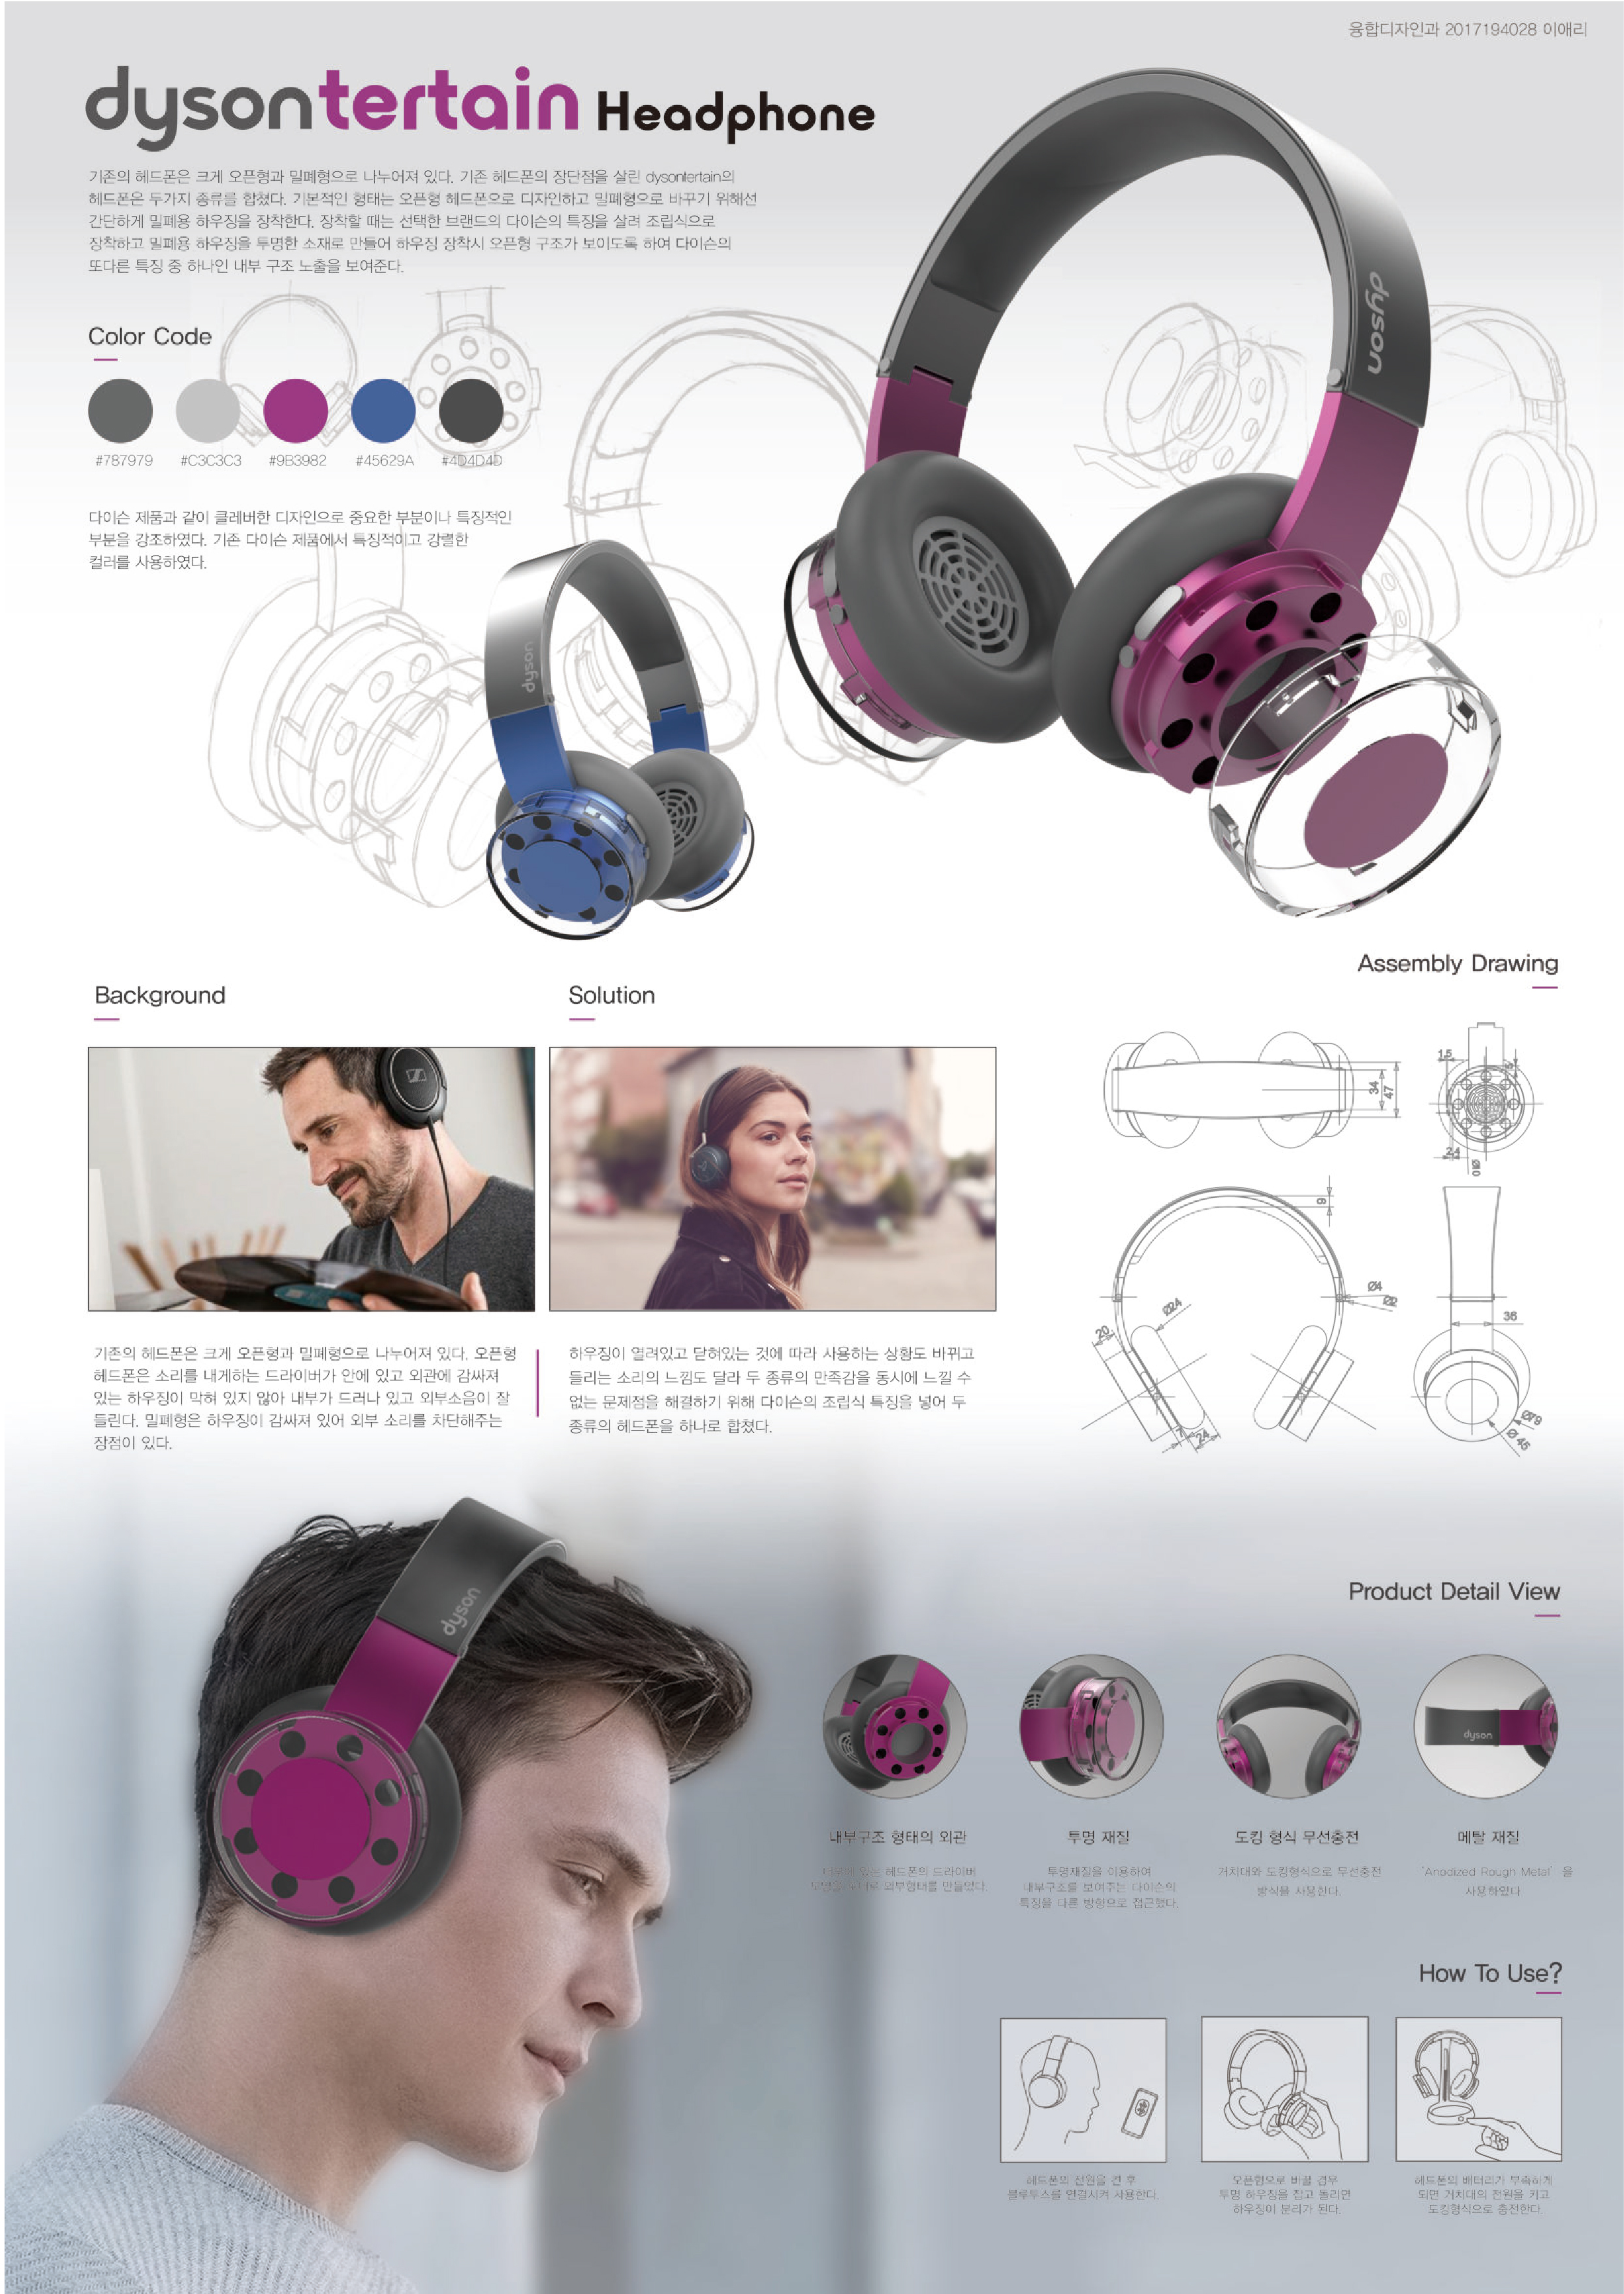 융합디자인과 2017194028 이애리
dysontertain Headphone
기존의 헤드폰은 크게 오픈형과 밀폐형으로 나누어져 있다. 기존 헤드폰의 장단점을 살린 dysontertain의
헤드폰은 두가지 종류를 합쳤다. 기본적인 형태는 오픈형 헤드폰으로 디자인하고 밀폐형으로 바꾸기 위해선
간단하게 밀폐용 하우징을 장착한다. 장착할 때는 선택한 브랜드의 다이슨의 특징을 살려 조립식으로
장착하고 밀폐용 하우징을 투명한 소재로 만들어 하우징 장착시 오픈형 구조가 보이도록 하여 다이슨의
또다른 특징 중 하나인 내부 구조 노출을 보여준다.
Color Code
#787979 #C3C3C3 #9B3982 #45629A #4D4D4D
다이슨 제품과 같이 클레버한 디자인으로 중요한 부분이나 특징적인
부분을 강조하였다. 기존 다이슨 제품에서 특징적이고 강렬한
컬러를 사용하였다.
dyson
dyson
Background
기존의 헤드폰은 크게 오픈형과 밀폐형으로 나누어져 있다. 오픈형
헤드폰은 소리를 내게하는 드라이버가 안에 있고 외관에 감싸져
있는 하우징이 막혀 있지 않아 내부가 드러나 있고 외부소음이 잘
들린다. 밀폐형은 하우징이 감싸져 있어 외부 소리를 차단해주는
장점이 있다.
Solution
하우징이 열려있고 닫혀있는 것에 따라 사용하는 상황도 바뀌고
들리는 소리의 느낌도 달라 두 종류의 만족감을 동시에 느낄 수
없는 문제점을 해결하기 위해 다이슨의 조립식 특징을 넣어 두
종류의 헤드폰을 하나로 합쳤다.
Assembly Drawing
34
47
1.5
5
2.4
Ø10
9
Ø4
Ø2
Ø24
20
7
24
36
Ø79
Ø 45
dyson
Product Detail View
dyson
내부구조 형태의 외관
헤드폰의 드라이버
외부형태를 만들었다.
투명 재질
투명재질을 이용하여
내부구조를 보여주는 다이슨의
특징을 다른 방향으로 접근했다.
도킹 형식 무선충전
거치대와 도킹형식으로 무선충전
방식을 사용한다.
메탈 재질
'Anodized Rough Metal' 을
사용하였다
How To Use?
헤드폰의 전원을 켠 후
블루투스를 연결시켜 사용한다.
오픈형으로 바꿀 경우
투명 하우징을 잡고 돌리면
하우징이 분리가 된다.
헤드폰의 배터리가 부족하게
되면 거치대의 전원을 키고
도킹형식으로 충전한다.